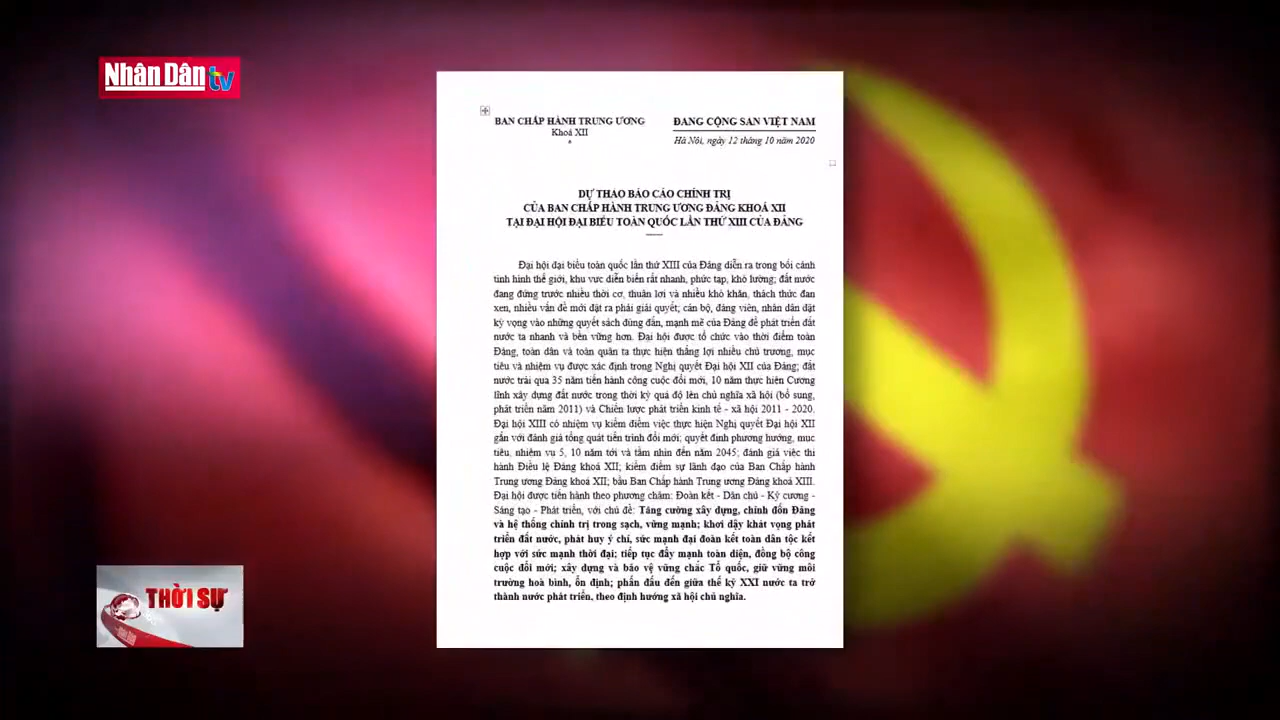 Nhân Dân tv
BAN CHẤP HÀNH TRUNG ƯƠNG
Khoá XII
*
ĐẢNG CỘNG SẢN VIỆT NAM
Hà Nội, ngày 12 tháng 10 năm 2020
DỰ THẢO BÁO CÁO CHÍNH TRỊ
CỦA BAN CHẤP HÀNH TRUNG ƯƠNG ĐẢNG KHOÁ XII
TẠI ĐẠI HỘI ĐẠI BIỂU TOÀN QUỐC LẦN THỨ XIII CỦA ĐẢNG
Đại hội đại biểu toàn quốc lần thứ XIII của Đảng diễn ra trong bối cảnh
tình hình thế giới, khu vực diễn biến rất nhanh, phức tạp, khó lường; đất nước
đang đứng trước nhiều thời cơ, thuận lợi và nhiều khó khăn, thách thức đan
xen, nhiều vấn đề mới đặt ra phải giải quyết; cán bộ, đảng viên, nhân dân đặt
kỳ vọng vào những quyết sách đúng đắn, mạnh mẽ của Đảng để phát triển đất
nước ta nhanh và bền vững hơn. Đại hội được tổ chức vào thời điểm toàn
Đảng, toàn dân và toàn quân ta thực hiện thắng lợi nhiều chủ trương, mục
tiêu và nhiệm vụ được xác định trong Nghị quyết Đại hội XII của Đảng; đất
nước trải qua 35 năm tiến hành công cuộc đổi mới, 10 năm thực hiện Cương
lĩnh xây dựng đất nước trong thời kỳ quá độ lên chủ nghĩa xã hội (bổ sung,
phát triển năm 2011) và Chiến lược phát triển kinh tế - xã hội 2011 - 2020.
Đại hội XIII có nhiệm vụ kiểm điểm việc thực hiện Nghị quyết Đại hội XII
gắn với đánh giá tổng quát tiến trình đổi mới; quyết định phương hướng, mục
tiêu, nhiệm vụ 5, 10 năm tới và tầm nhìn đến năm 2045; đánh giá việc thi
hành Điều lệ Đảng khoá XII; kiểm điểm sự lãnh đạo của Ban Chấp hành
Trung ương Đảng khoá XII; bầu Ban Chấp hành Trung ương Đảng khoá XIII.
Đại hội được tiến hành theo phương châm: Đoàn kết - Dân chủ - Kỷ cương -
Sáng tạo - Phát triển, với chủ đề: Tăng cường xây dựng, chỉnh đốn Đảng
và hệ thống chính trị trong sạch, vững mạnh; khơi dậy khát vọng phát
triển đất nước, phát huy ý chí, sức mạnh đại đoàn kết toàn dân tộc kết
hợp với sức mạnh thời đại; tiếp tục đẩy mạnh toàn diện, đồng bộ công
cuộc đổi mới; xây dựng và bảo vệ vững chắc Tổ quốc, giữ vững môi
trường hoà bình, ổn định; phấn đấu đến giữa thế kỷ XXI nước ta trở
thành nước phát triển, theo định hướng xã hội chủ nghĩa.
THỜI SỰ